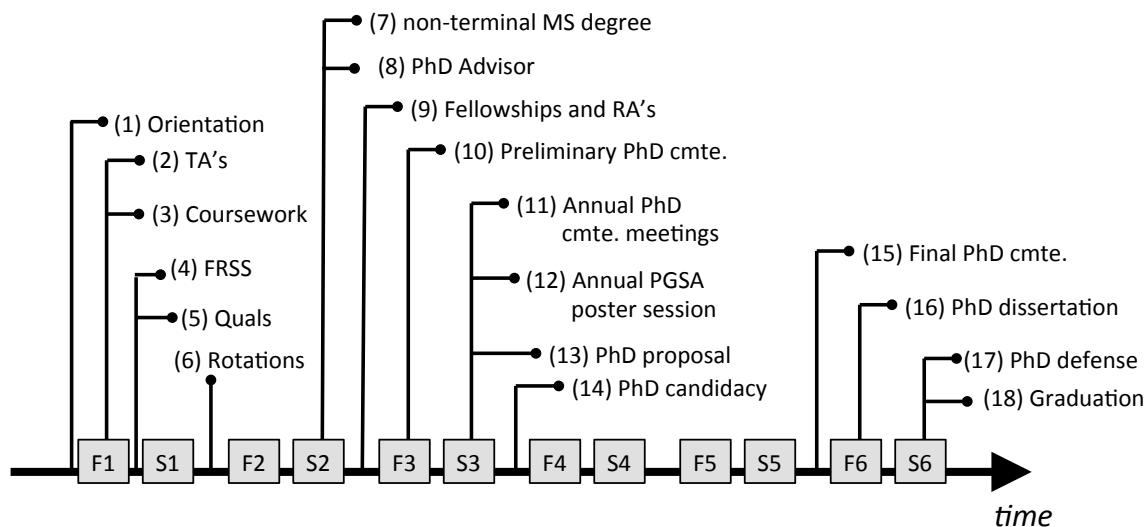 (7) non-terminal MS degree
(8) PhD Advisor
(9) Fellowships and RA's
(1) Orientation
(10) Preliminary PhD cmte.
(2) TA's
(11) Annual PhD
cmte. meetings
(3) Coursework
(15) Final PhD cmte.
(4) FRSS
(12) Annual PGSA
poster session
(16) PhD dissertation
(5) Quals
(6) Rotations
(13) PhD proposal
(17) PhD defense
(14) PhD candidacy
(18) Graduation
F1 S1 F2 S2 F3 S3 F4 S4 F5 S5 F6 S6
time